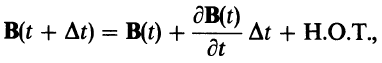 B(t + Δt) = B(t) + ∂B(t)/∂t Δt + H.O.T.,